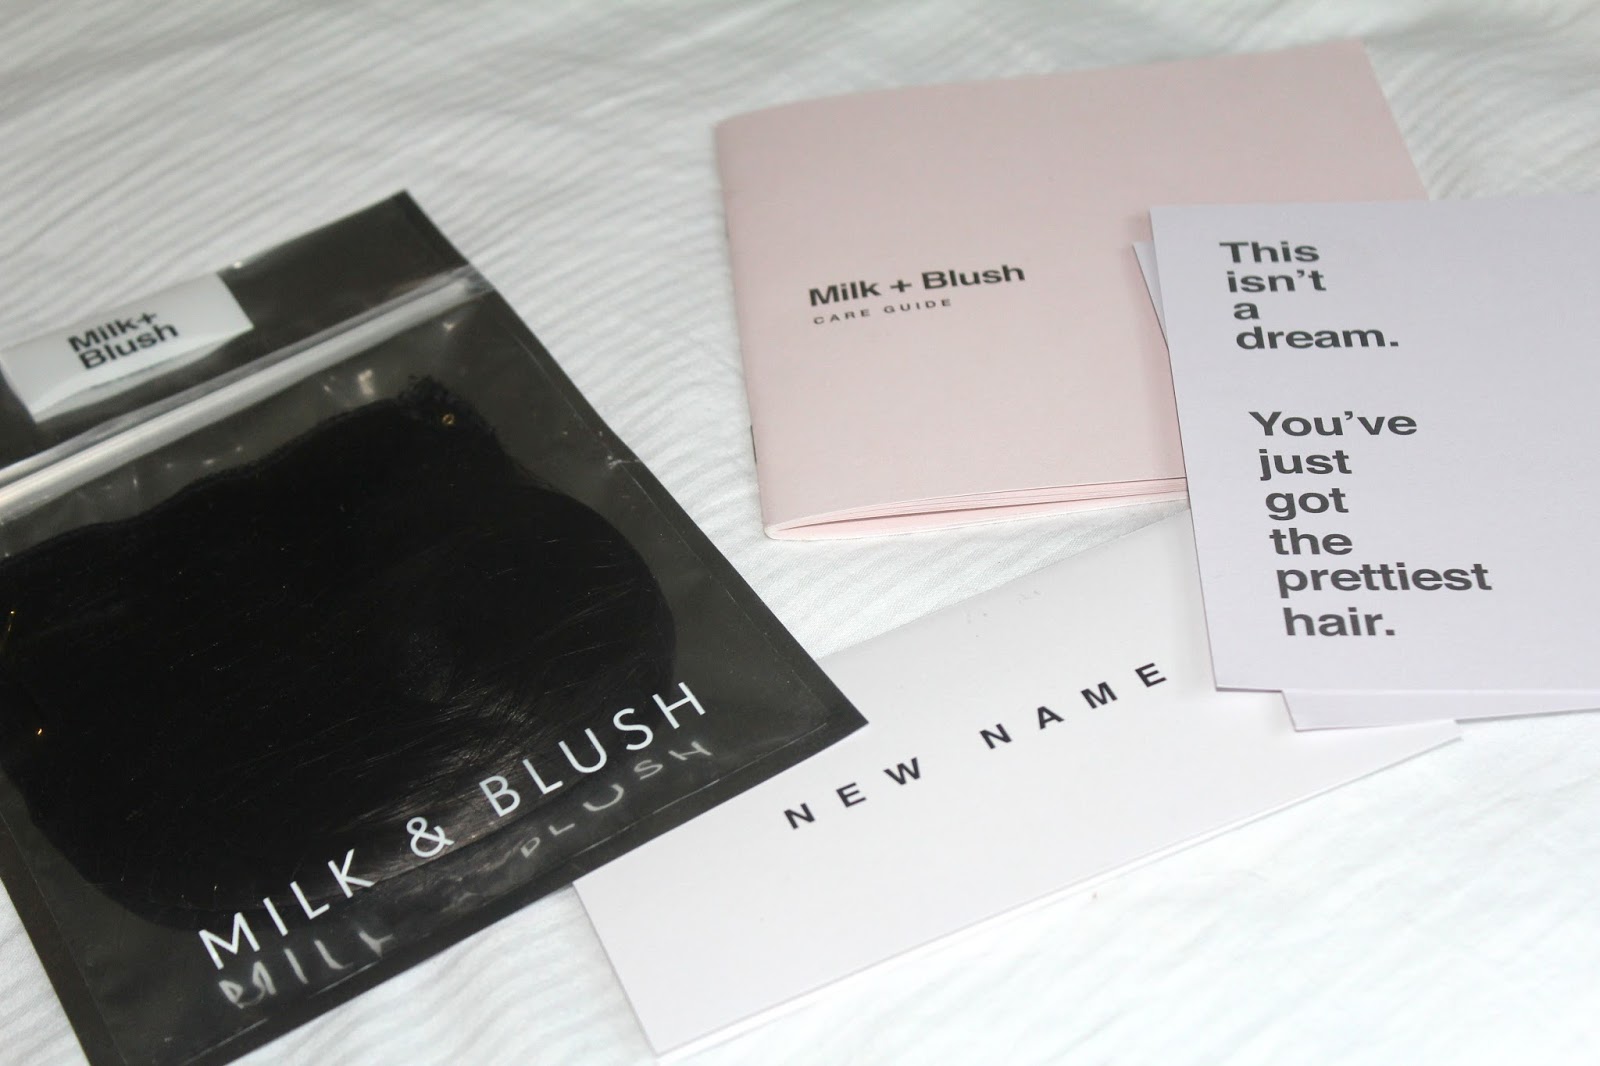 Milk+
Blush
MILK & BLUSH
Milk + Blush
CARE GUIDE
NEW NAME
This
isn't
a
dream.
You've
just
got
the
prettiest
hair.